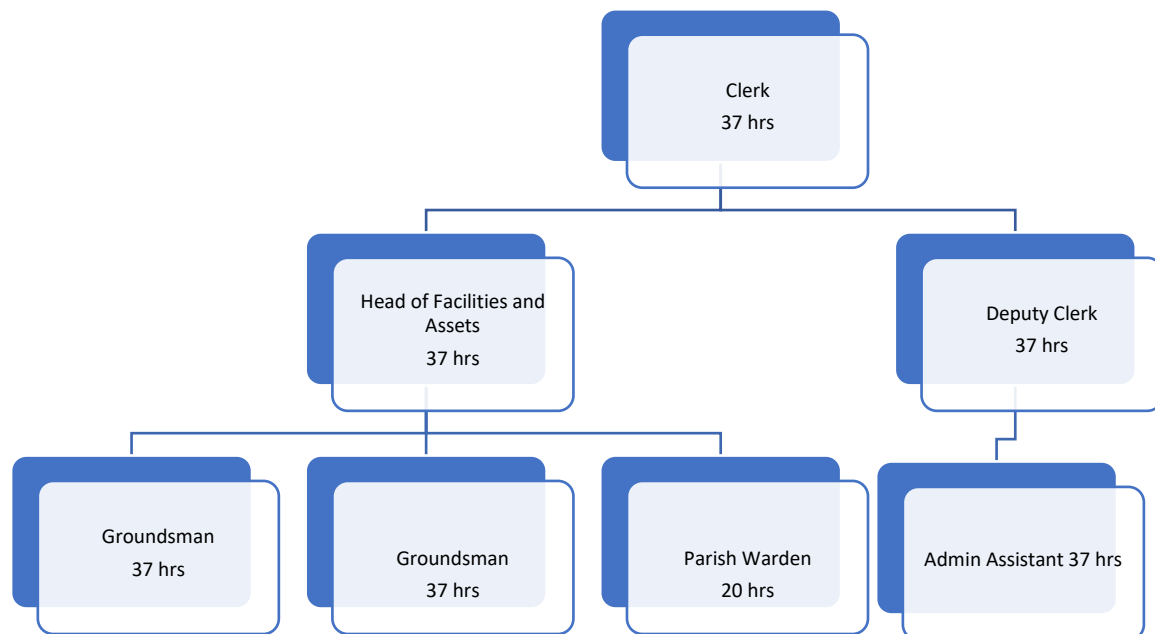 Clerk
37 hrs
Head of Facilities and
Assets
37 hrs
Deputy Clerk
37 hrs
Groundsman
37 hrs
Groundsman
37 hrs
Parish Warden
20 hrs
Admin Assistant 37 hrs